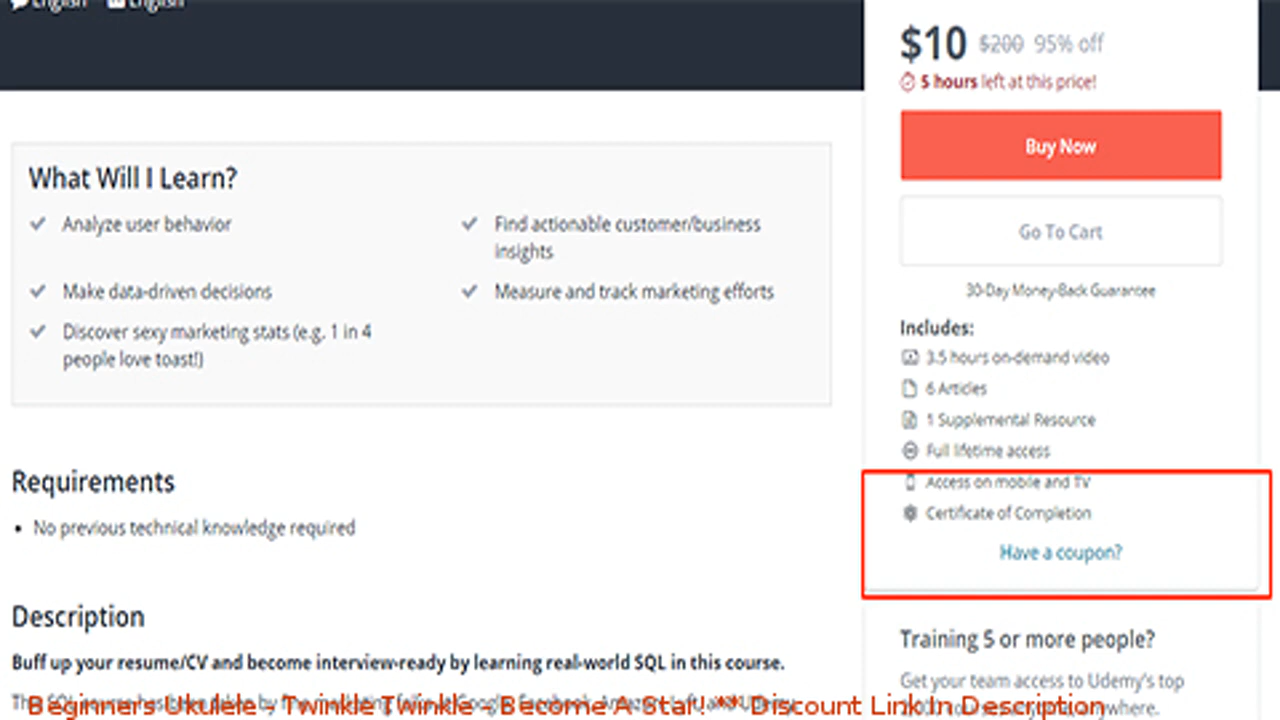 English English
What Will I Learn?
Analyze user behavior
Find actionable customer/business
insights
Make data-driven decisions
Measure and track marketing efforts
Discover sexy marketing stats (e.g. 1 in 4
people love toast!)
Requirements
No previous technical knowledge required
Description
Buff up your resume/CV and become interview-ready by learning real-world SQL in this course.
$10 $200 95% off
5 hours left at this price!
Buy Now
Go To Cart
30-Day Money-Back Guarantee
Includes:
3.5 hours on-demand video
6 Articles
1 Supplemental Resource
Full lifetime access
Access on mobile and TV
Certificate of Completion
Have a coupon?
Training 5 or more people?
Get your team access to Udemy's top
Beginners Ukulele - Twinkle Twinkle - Become A Star! *** Discount Link In Description